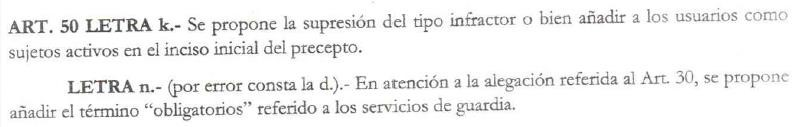 ART. 50 LETRA k.- Se propone la supresión del tipo infractor o bien añadir a los usuarios como
sujetos activos en el inciso inicial del precepto.
LETRA n.- (por error consta la d.).- En atención a la alegación referida al Art. 30, se propone
añadir el término “obligatorios” referido a los servicios de guardia.